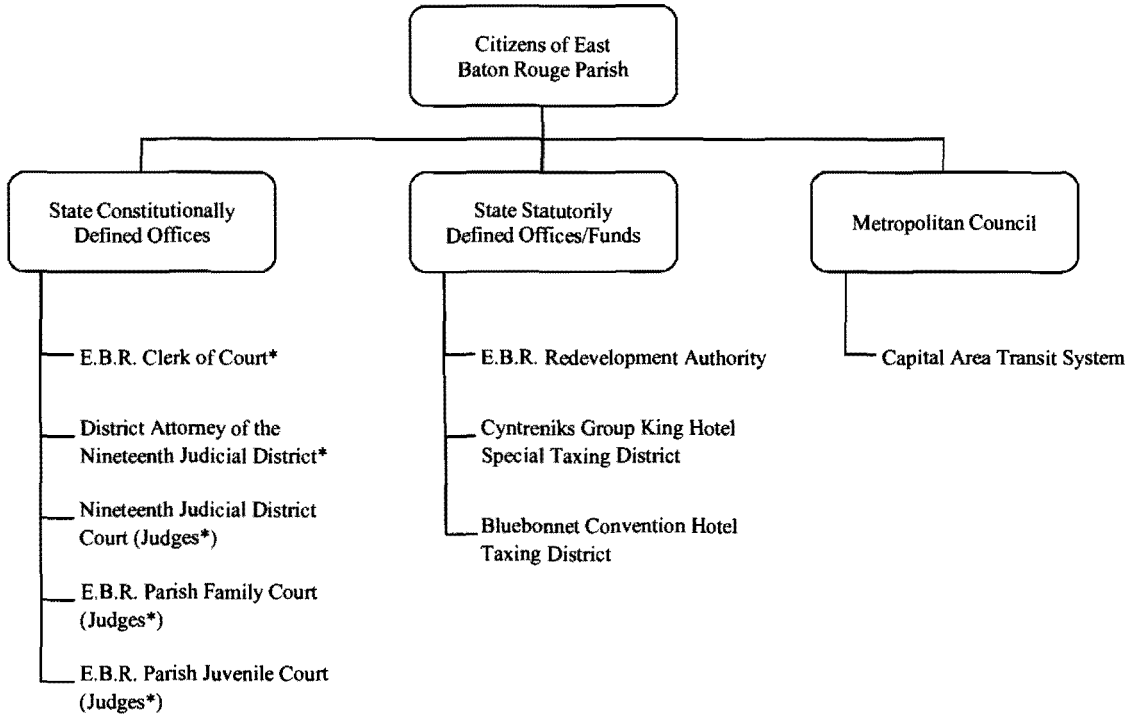 Citizens of East
Baton Rouge Parish
State Constitutionally
Defined Offices
State Statutorily
Defined Offices/Funds
Metropolitan Council
E.B.R. Clerk of Court*
District Attorney of the
Nineteenth Judicial District*
Nineteenth Judicial District
Court (Judges*)
E.B.R. Parish Family Court
(Judges*)
E.B.R. Parish Juvenile Court
(Judges*)
E.B.R. Redevelopment Authority
Cyntreniks Group King Hotel
Special Taxing District
Bluebonnet Convention Hotel
Taxing District
Capital Area Transit System